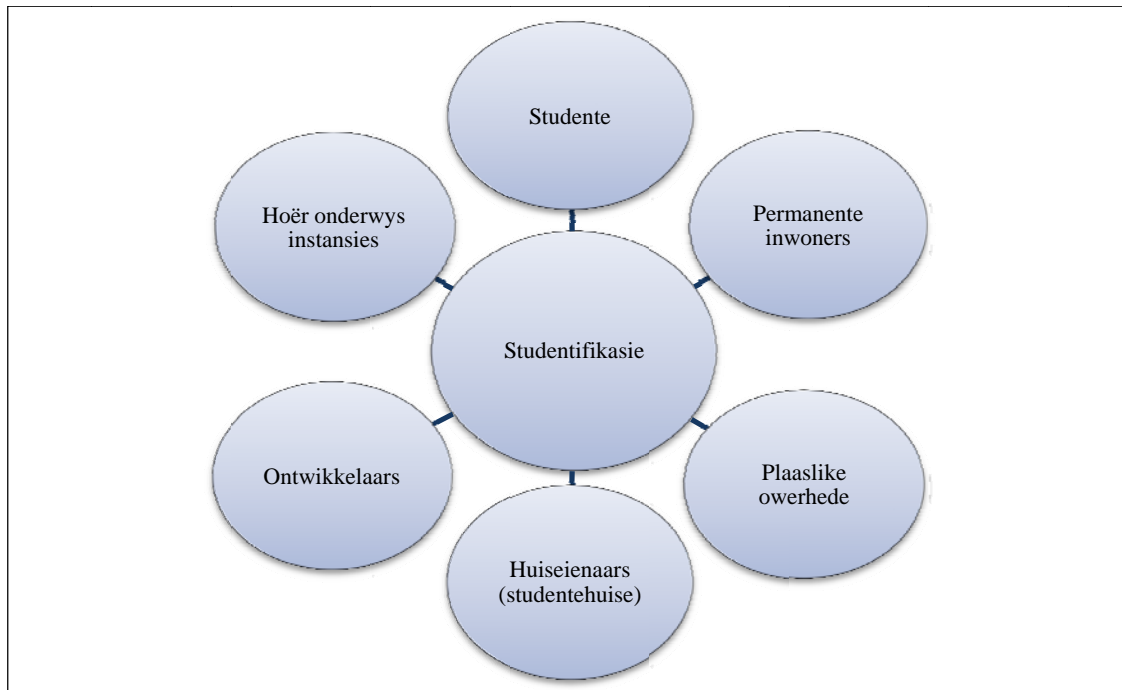 Studente
Hoër onderwys
instansies
Permanente
inwoners
Studentifikasie
Ontwikkelaars
Plaaslike
owerhede
Huiseienaars
(studentehuise)